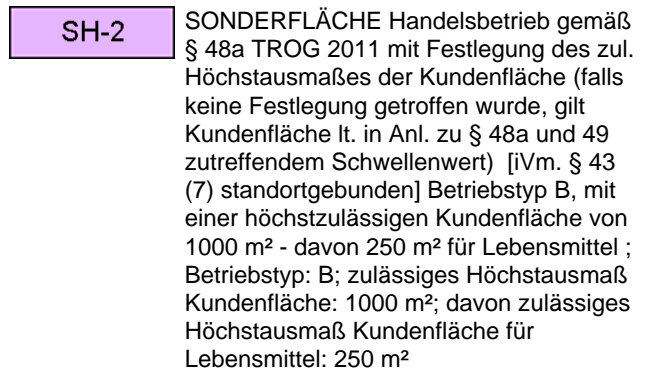 SH-2
SONDERFLÄCHE Handelsbetrieb gemäß
§ 48a TROG 2011 mit Festlegung des zul.
Höchstausmaßes der Kundenfläche (falls
keine Festlegung getroffen wurde, gilt
Kundenfläche lt. in Anl. zu § 48a und 49
zutreffendem Schwellenwert)  [iVm. § 43
(7) standortgebunden] Betriebstyp B, mit
einer höchstzulässigen Kundenfläche von
1000 m² - davon 250 m² für Lebensmittel ;
Betriebstyp: B; zulässiges Höchstausmaß
Kundenfläche: 1000 m²; davon zulässiges
Höchstausmaß Kundenfläche für
Lebensmittel: 250 m²